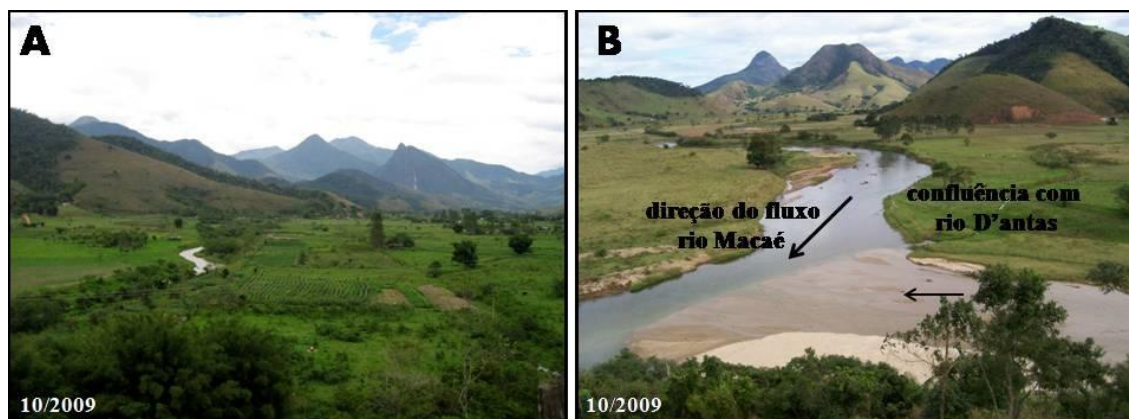 A
10/2009
B
direção do fluxo
rio Macaé
confluência com
rio D'antas
10/2009